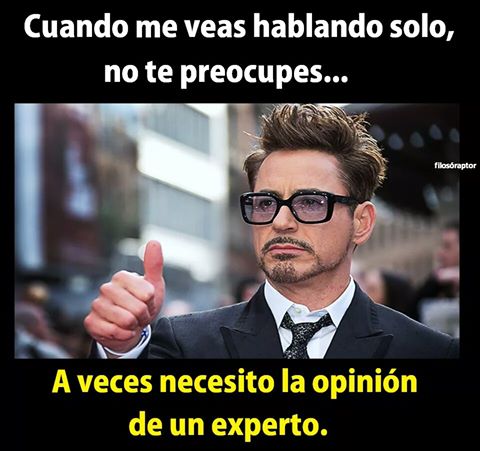 Cuando me veas hablando solo,
no te preocupes...
filosóraptor
A veces necesito la opinión
de un experto.